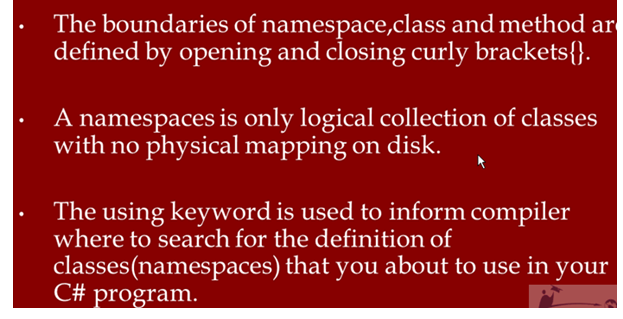 • The boundaries of namespace,class and method are
defined by opening and closing curly brackets{}.
• A namespaces is only logical collection of classes
with no physical mapping on disk.
• The using keyword is used to inform compiler
where to search for the definition of
classes(namespaces) that you about to use in your
C# program.